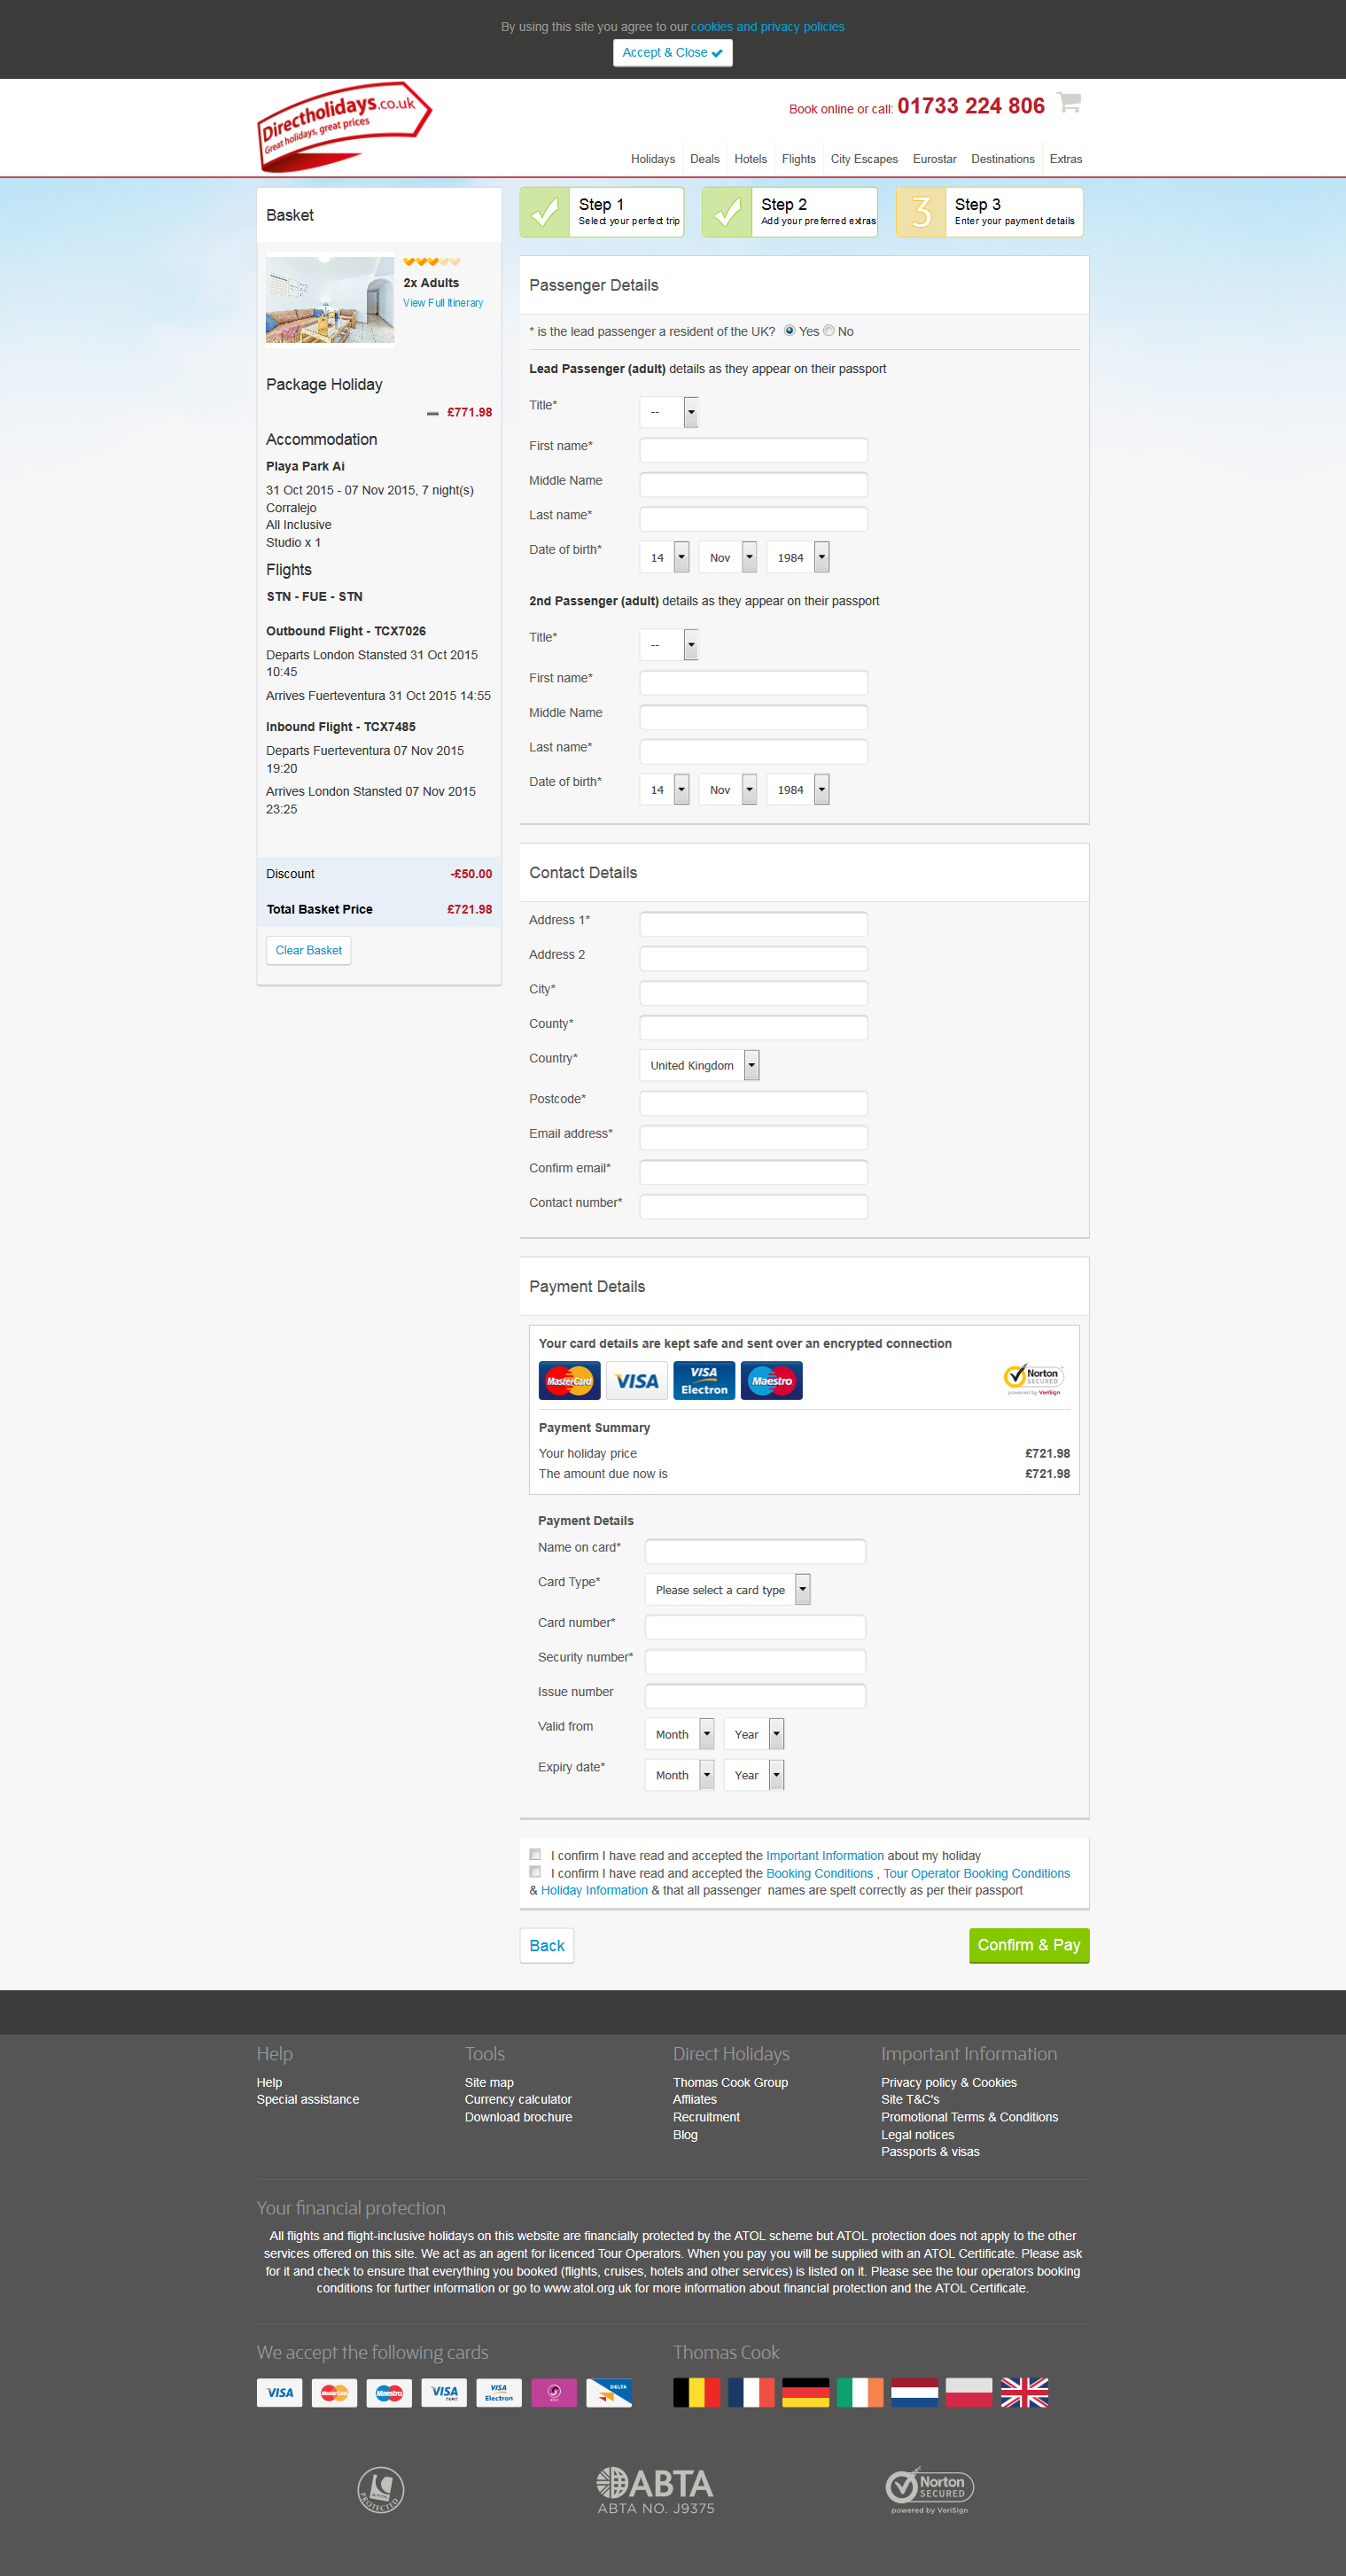 By using this site you agree to our cookies and privacy policies
Accept & Close
Directholidays.co.uk
Great holidays, great prices
Book online or call: 01733 224 806
Holidays
Deals
Hotels
Flights
City Escapes
Eurostar
Destinations
Extras
Basket
2x Adults
View Full Itinerary
Package Holiday
£771.98
Accommodation
Playa Park Ai
31 Oct 2015 - 07 Nov 2015, 7 night(s)
Corralejo
All Inclusive
Studio x 1
Flights
STN - FUE - STN
Outbound Flight - TCX7026
Departs London Stansted 31 Oct 2015
10:45
Arrives Fuerteventura 31 Oct 2015 14:55
Inbound Flight - TCX7485
Departs Fuerteventura 07 Nov 2015
19:20
Arrives London Stansted 07 Nov 2015
23:25
Discount -£50.00
Total Basket Price £721.98
Clear Basket
Step 1
Select your perfect trip
Step 2
Add your preferred extras
3
Step 3
Enter your payment details
Passenger Details
* is the lead passenger a resident of the UK? Yes No
Lead Passenger (adult) details as they appear on their passport
Title* --
First name*
Middle Name
Last name*
Date of birth* 14 Nov 1984
2nd Passenger (adult) details as they appear on their passport
Title* --
First name*
Middle Name
Last name*
Date of birth* 14 Nov 1984
Contact Details
Address 1*
Address 2
City*
County*
Country* United Kingdom
Postcode*
Email address*
Confirm email*
Contact number*
Payment Details
Your card details are kept safe and sent over an encrypted connection
MasterCard VISA VISA Electron Maestro
Norton
SECURED
powered by VeriSign
Payment Summary
Your holiday price £721.98
The amount due now is £721.98
Payment Details
Name on card*
Card Type* Please select a card type
Card number*
Security number*
Issue number
Valid from Month Year
Expiry date* Month Year
I confirm I have read and accepted the Important Information about my holiday
I confirm I have read and accepted the Booking Conditions , Tour Operator Booking Conditions
& Holiday Information & that all passenger names are spelt correctly as per their passport
Back
Confirm & Pay
Help
Help
Special assistance
Tools
Site map
Currency calculator
Download brochure
Direct Holidays
Thomas Cook Group
Affliates
Recruitment
Blog
Important Information
Privacy policy & Cookies
Site T&C's
Promotional Terms & Conditions
Legal notices
Passports & visas
Your financial protection
All flights and flight-inclusive holidays on this website are financially protected by the ATOL scheme but ATOL protection does not apply to the other
services offered on this site. We act as an agent for licenced Tour Operators. When you pay you will be supplied with an ATOL Certificate. Please ask
for it and check to ensure that everything you booked (flights, cruises, hotels and other services) is listed on it. Please see the tour operators booking
conditions for further information or go to www.atol.org.uk for more information about financial protection and the ATOL Certificate.
We accept the following cards
VISA MasterCard Maestro VISA VISA Electron DELTA
Thomas Cook
ATOL PROTECTED
ABTA
ABTA NO. J9375
Norton
SECURED
powered by VeriSign